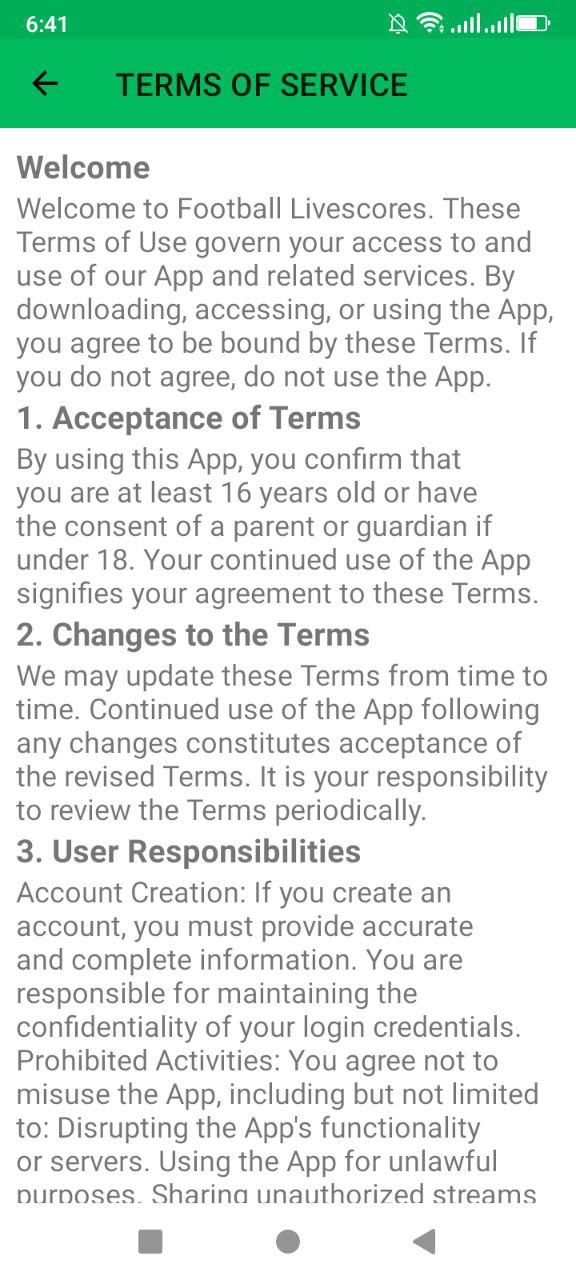 6:41
TERMS OF SERVICE
Welcome
Welcome to Football Livescores. These
Terms of Use govern your access to and
use of our App and related services. By
downloading, accessing, or using the App,
you agree to be bound by these Terms. If
you do not agree, do not use the App.
1. Acceptance of Terms
By using this App, you confirm that
you are at least 16 years old or have
the consent of a parent or guardian if
under 18. Your continued use of the App
signifies your agreement to these Terms.
2. Changes to the Terms
We may update these Terms from time to
time. Continued use of the App following
any changes constitutes acceptance of
the revised Terms. It is your responsibility
to review the Terms periodically.
3. User Responsibilities
Account Creation: If you create an
account, you must provide accurate
and complete information. You are
responsible for maintaining the
confidentiality of your login credentials.
Prohibited Activities: You agree not to
misuse the App, including but not limited
to: Disrupting the App's functionality
or servers. Using the App for unlawful
purposes. Sharing unauthorized streams